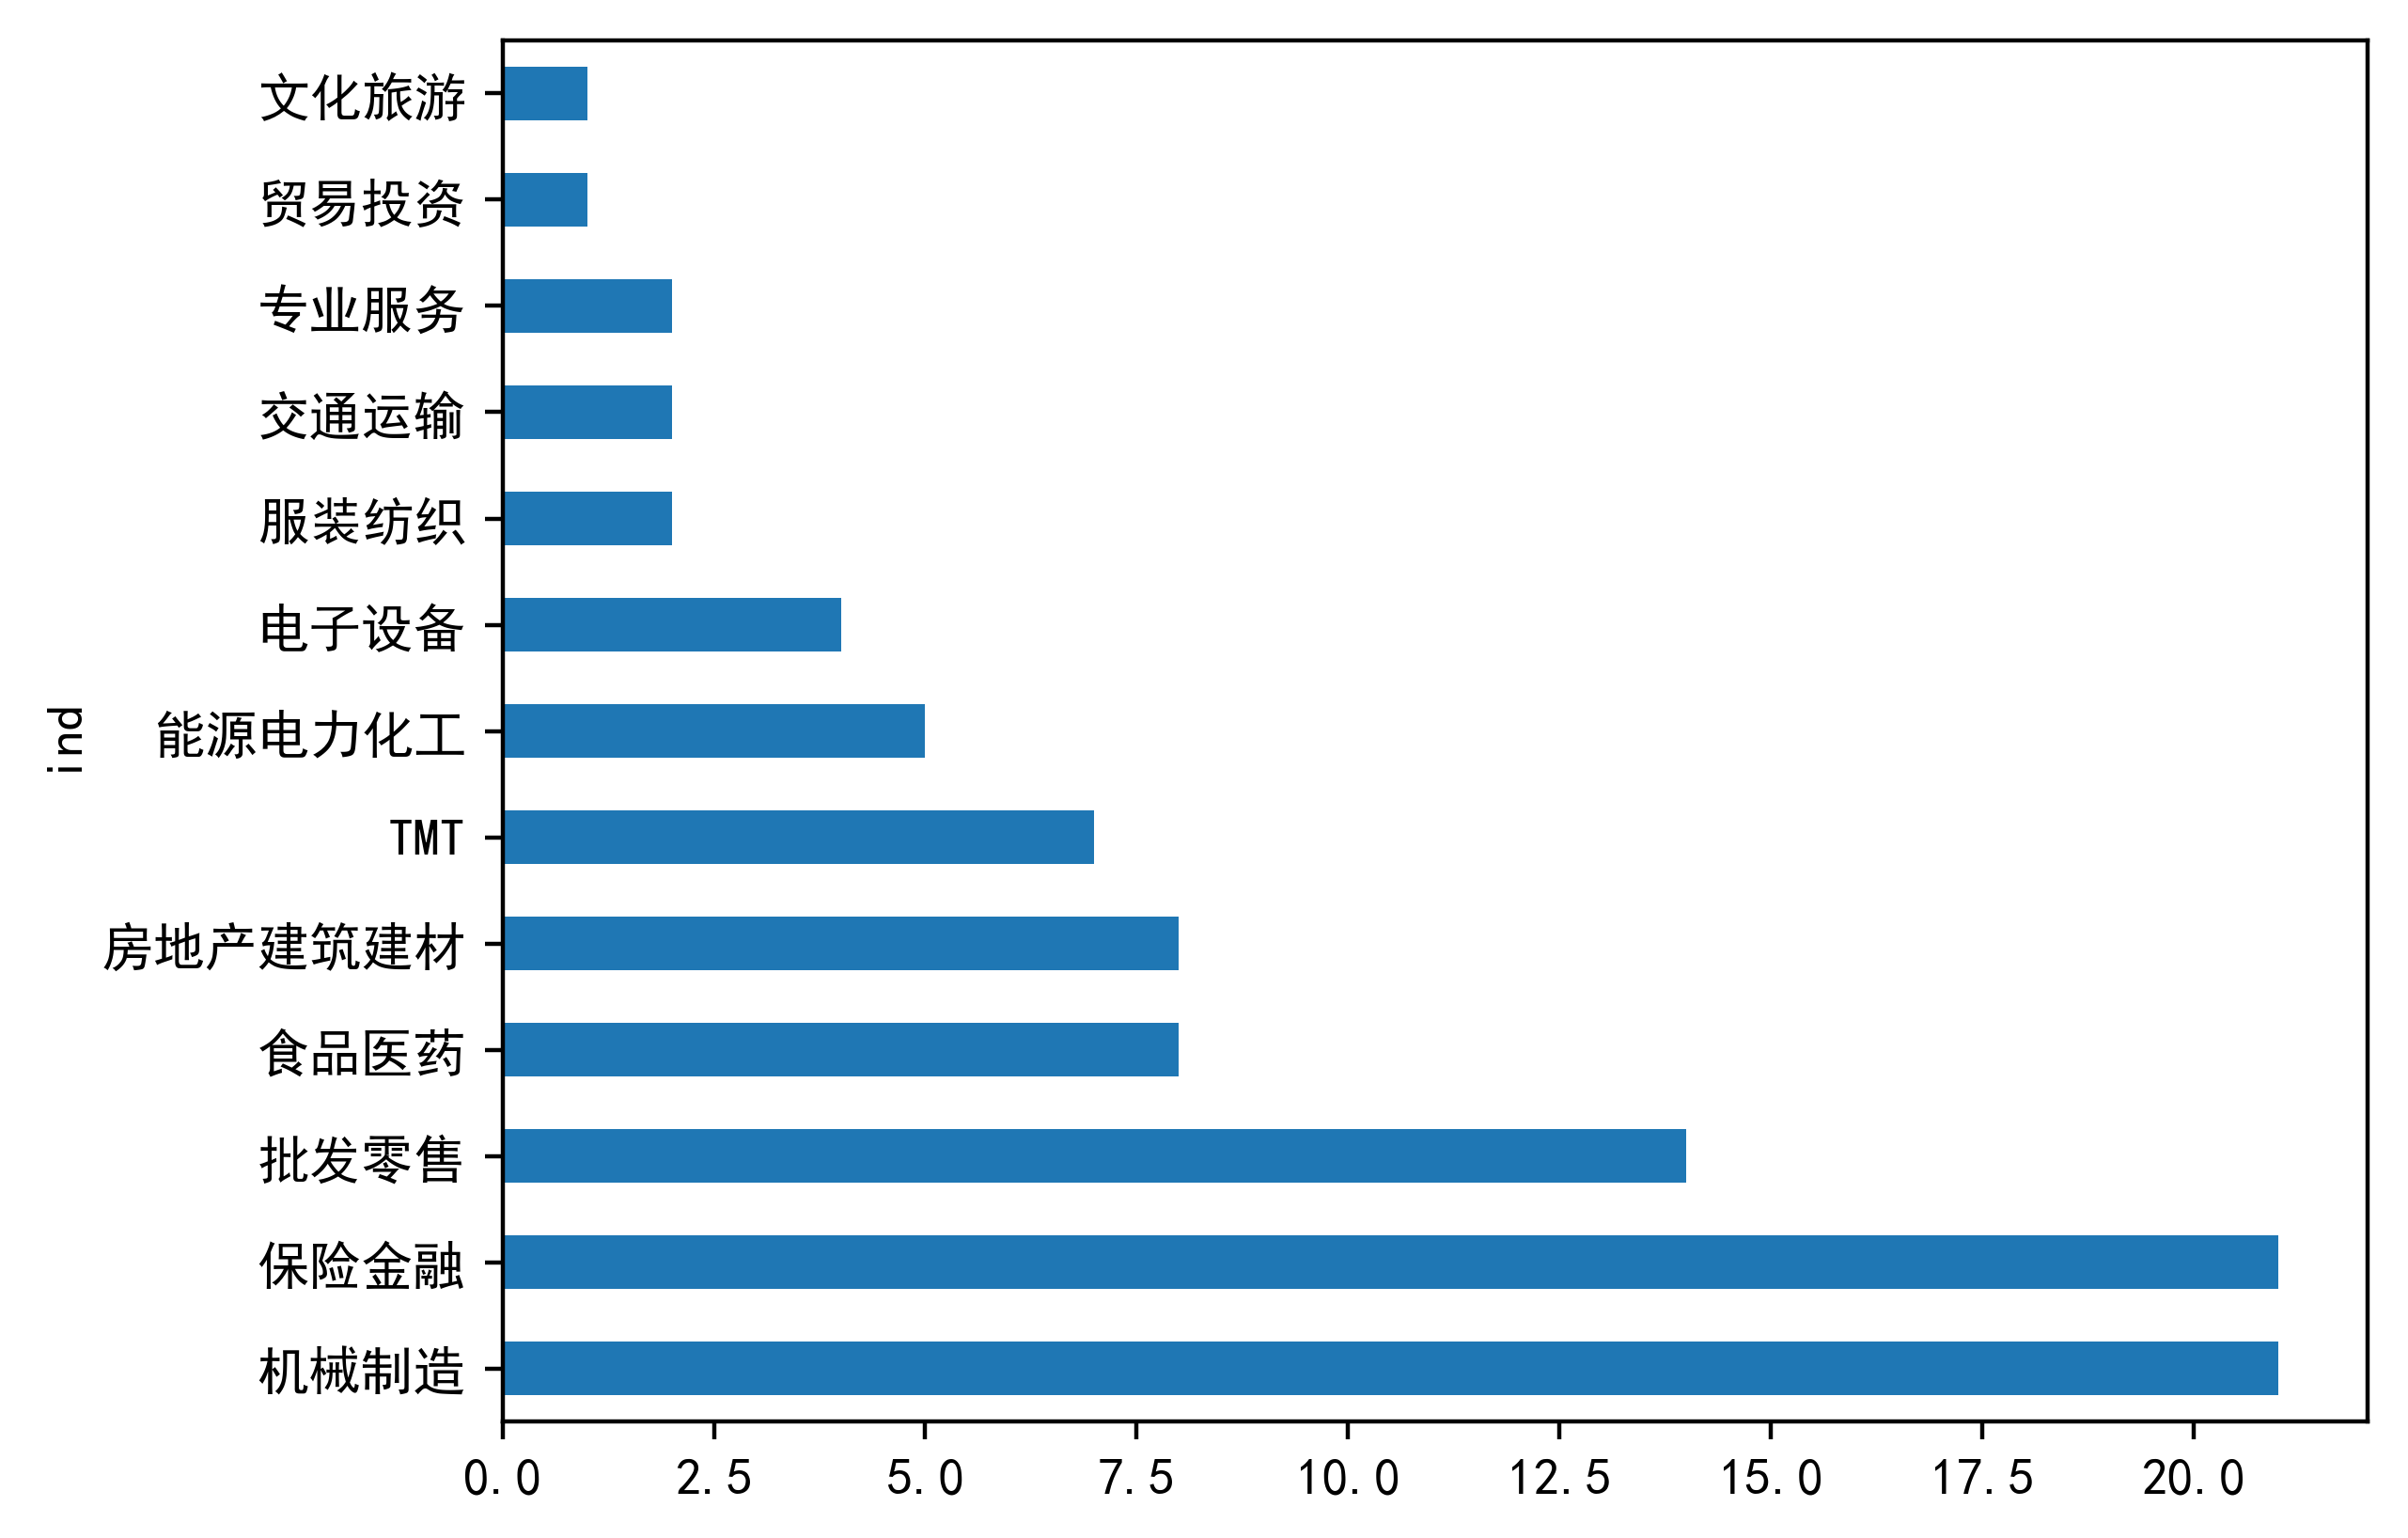 文化旅游
贸易投资
专业服务
交通运输
服装纺织
电子设备
能源电力化工
ind
TMT
房地产建筑建材
食品医药
批发零售
保险金融
机械制造
0.0 2.5 5.0 7.5 10.0 12.5 15.0 17.5 20.0